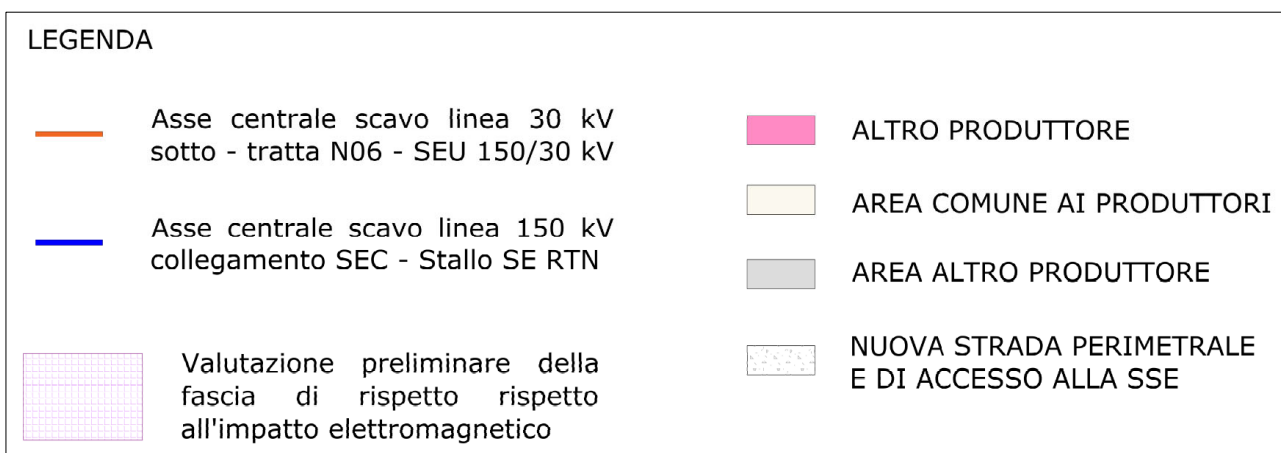 LEGENDA
Asse centrale scavo linea 30 kV
sotto - tratta N06 - SEU 150/30 kV
Asse centrale scavo linea 150 kV
collegamento SEC - Stallo SE RTN
Valutazione preliminare della
fascia di rispetto rispetto
all'impatto elettromagnetico
ALTRO PRODUTTORE
AREA COMUNE AI PRODUTTORI
AREA ALTRO PRODUTTORE
NUOVA STRADA PERIMETRALE
E DI ACCESSO ALLA SSE